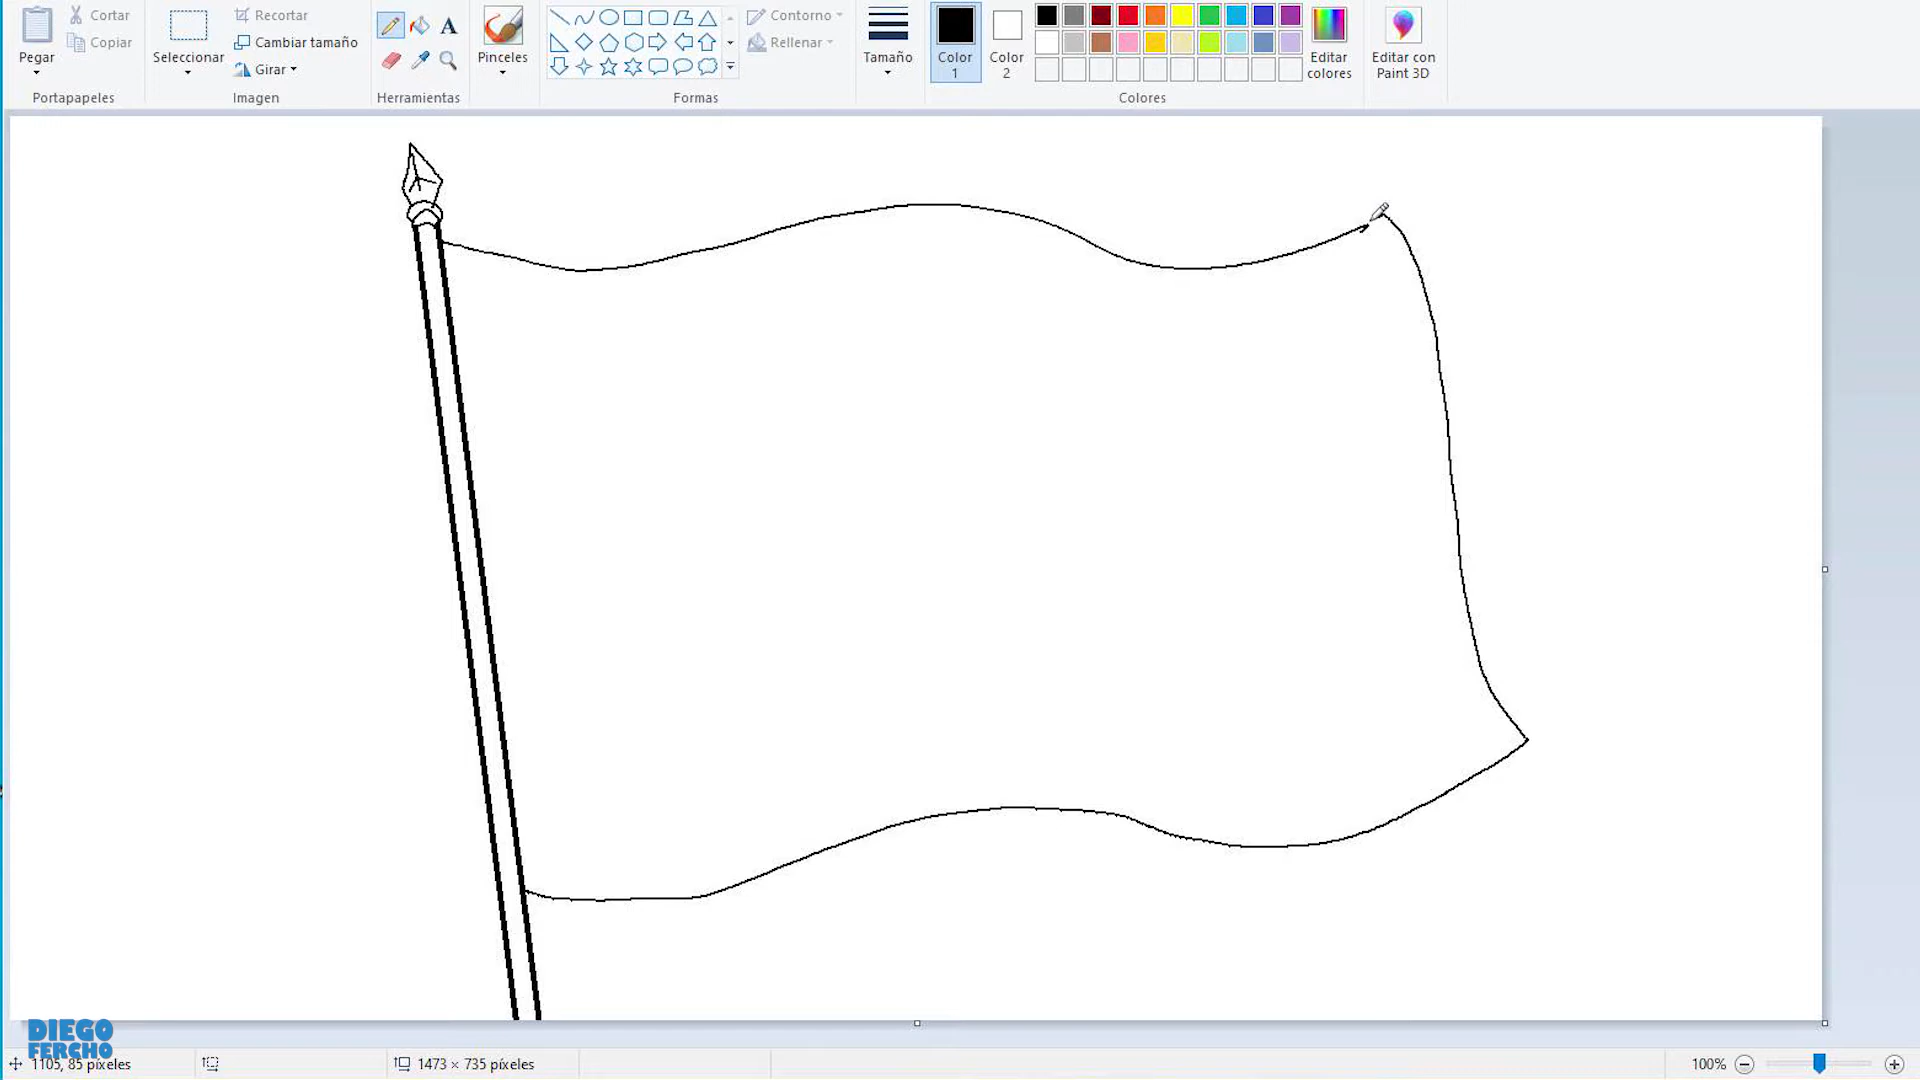 Pegar
Cortar
Copiar
Portapapeles
Seleccionar
Recortar
Cambiar tamaño
Girar
Imagen
A
Herramientas
Pinceles
Contorno
Rellenar
Formas
Tamaño
Color
1
Color
2
Editar
colores
Colores
Editar con
Paint 3D
DIEGO
FERCHO
1105, 85 píxeles
1473 × 735 píxeles
100%